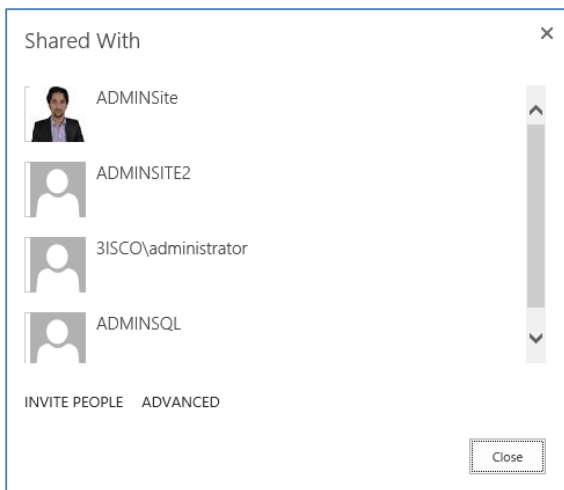 Shared With
ADMINSite
ADMINSITE2
3ISCO\administrator
ADMINSQL
INVITE PEOPLE ADVANCED
Close